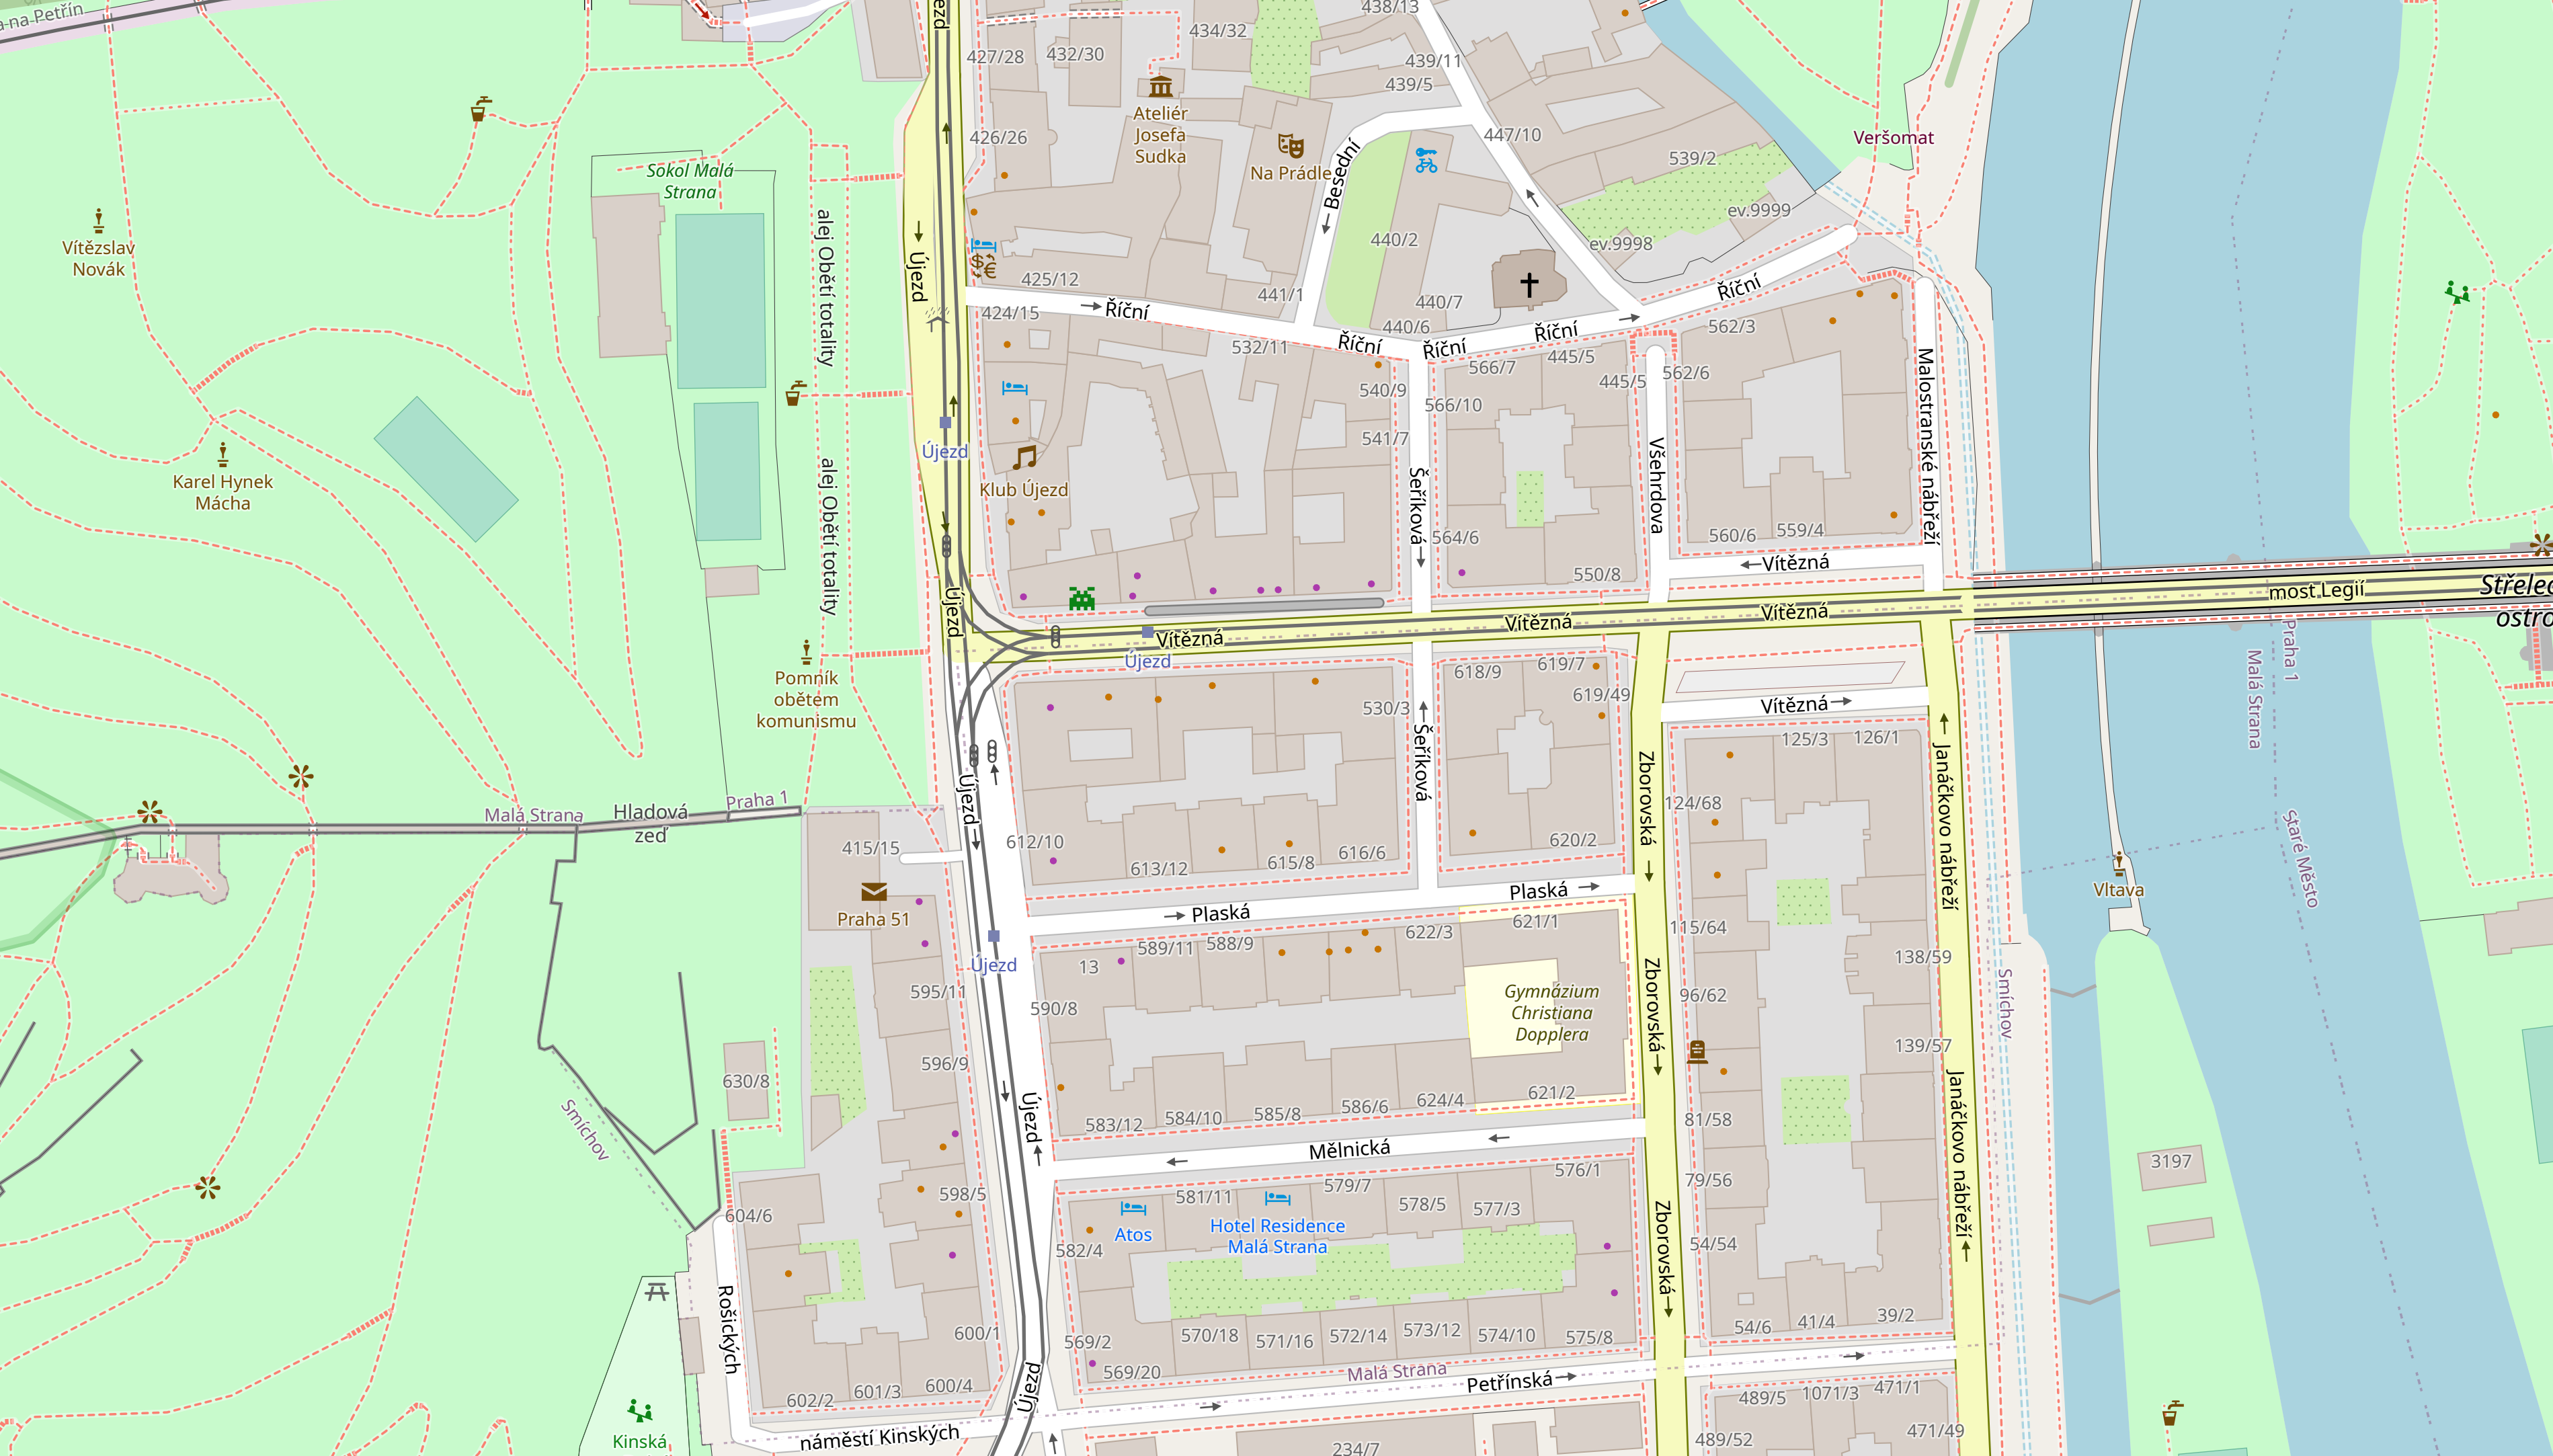 a na Petřín
Újezd
427/28
432/30
434/32
438/13
439/11
439/5
Ateliér
Josefa
Sudka
Na Prádle
426/26
447/10
539/2
Veršomat
Sokol Malá
Strana
Vítězslav
Novák
alej Obětí totality
Újezd
Besední
440/2
ev.9999
ev.9998
425/12
441/1
440/7
424/15
Říční
532/11
Říční
440/6
Říční
Říční
Říční
562/3
445/5
566/7
445/5
562/6
540/9
566/10
541/7
Malostranské nábřeží
Šeříková
Všehrdova
Újezd
Klub Újezd
Karel Hynek
Mácha
alej Obětí totality
564/6
550/8
560/6
559/4
Vítězná
Újezd
Vítězná
Vítězná
Vítězná
Újezd
most Legií
Střelec
ostro
Praha 1
Malá Strana
Pomník
obětem
komunismu
618/9
619/7
619/49
530/3
Vítězná
125/3
126/1
Šeříková
Zborovská
Janáčkovo nábřeží
Újezd
Malá Strana
Hladová
zeď
Praha 1
415/15
Praha 51
612/10
613/12
615/8
616/6
620/2
124/68
Staré Město
Vltava
Plaská
Plaská
621/1
622/3
589/11
588/9
13
115/64
138/59
Újezd
595/11
590/8
Gymnázium
Christiana
Dopplera
Zborovská
96/62
Smíchov
139/57
596/9
630/8
Smíchov
583/12
584/10
585/8
586/6
624/4
621/2
81/58
Újezd
Mělnická
Janáčkovo nábřeží
3197
576/1
79/56
598/5
604/6
581/11
579/7
578/5
577/3
Atos
Hotel Residence
Malá Strana
582/4
54/54
Zborovská
Rošických
600/1
569/2
570/18
571/16
572/14
573/12
574/10
575/8
54/6
41/4
39/2
569/20
Malá Strana
Petřínská
Újezd
602/2
601/3
600/4
489/5
1071/3
471/1
náměstí Kinských
Kinská
234/7
489/52
471/49